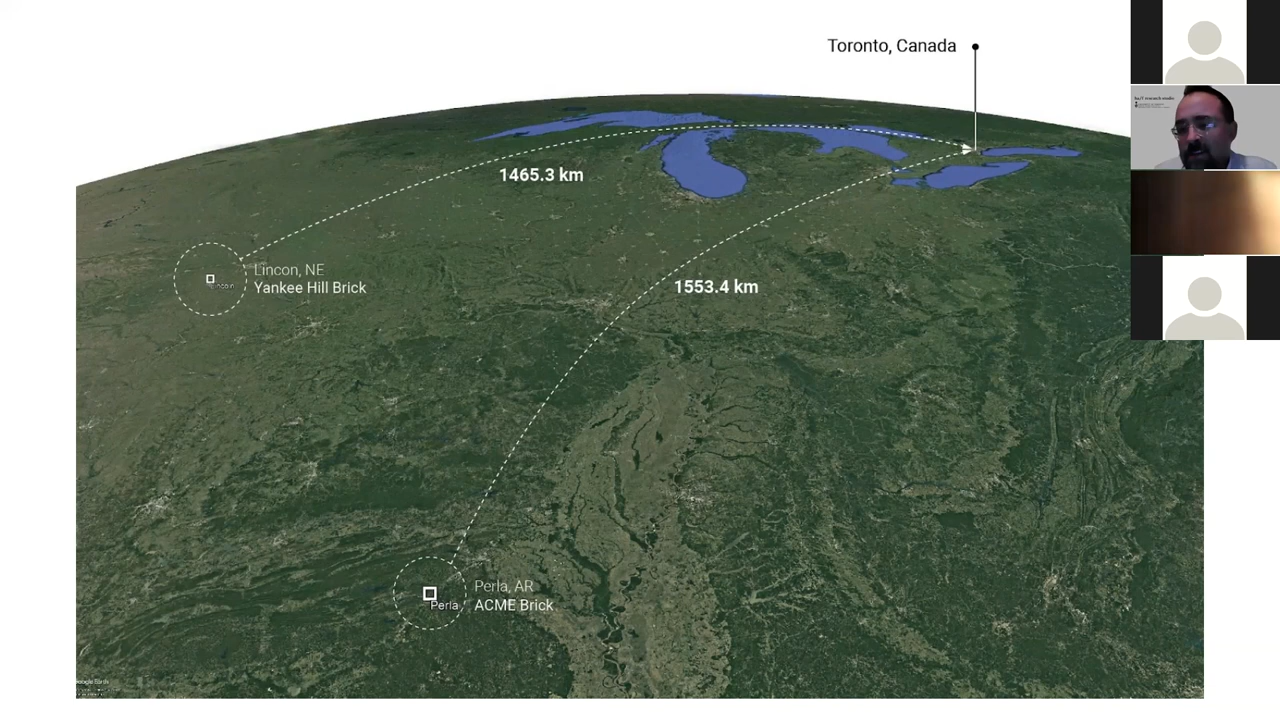 Toronto, Canada
1465.3 km
1553.4 km
Lincon, NE
Yankee Hill Brick
Perla
Perla, AR
ACME Brick